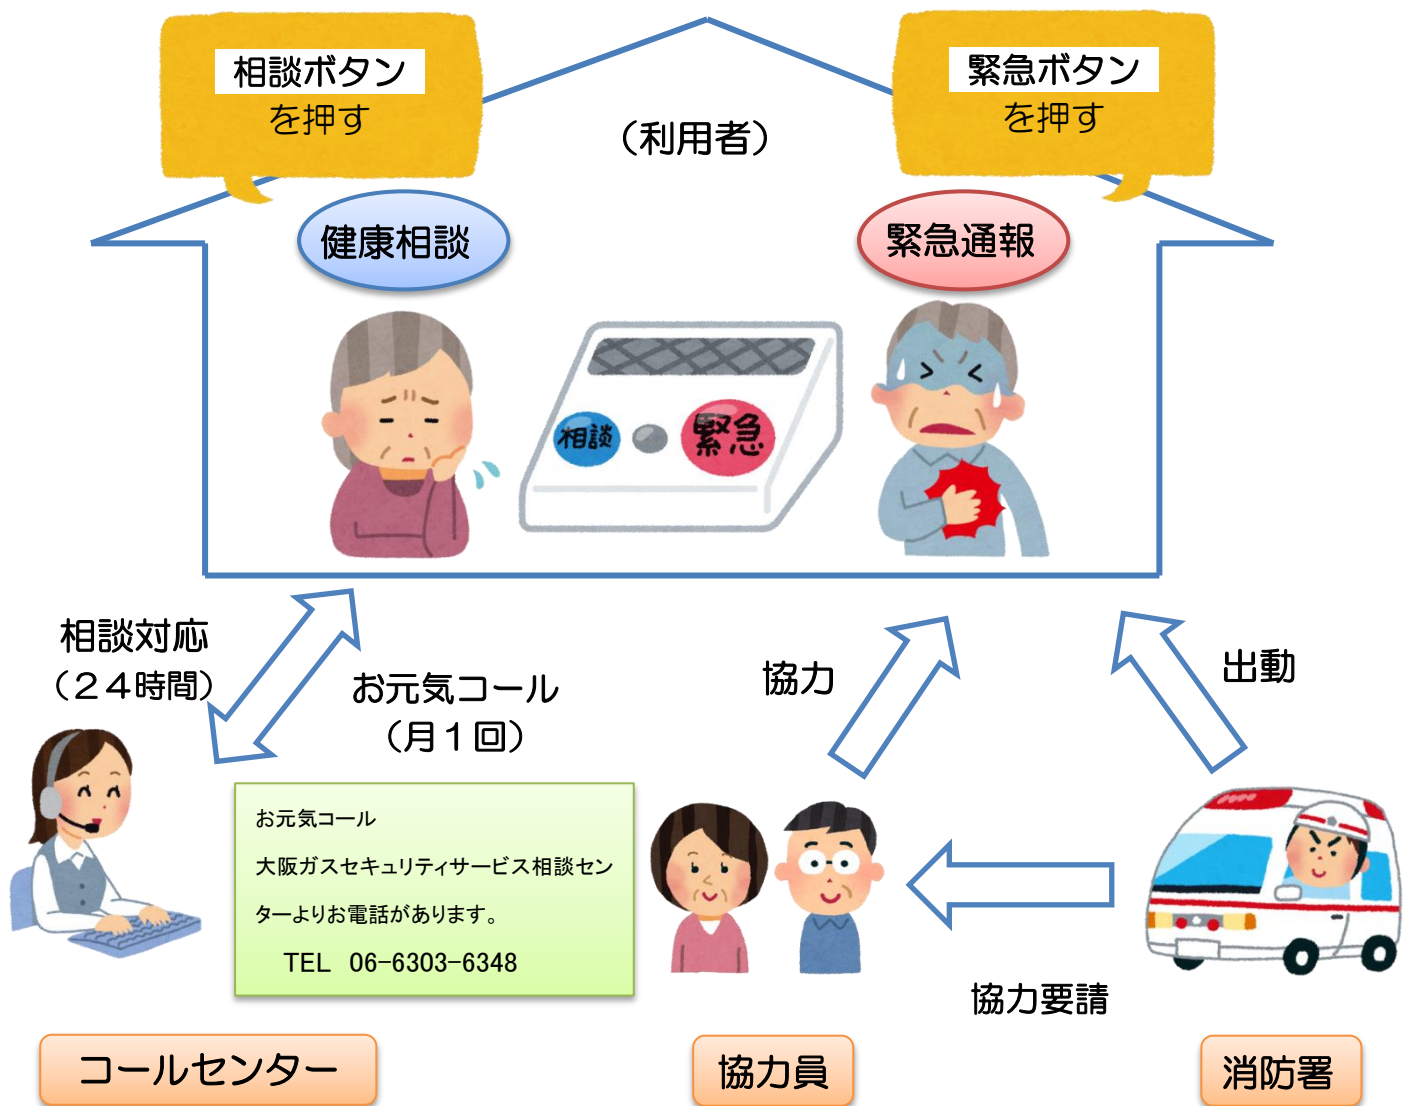 相談ボタン
を押す
緊急ボタン
を押す
（利用者）
健康相談
緊急通報
相談
緊急
相談対応
（２４時間）
お元気コール
（月１回）
協力
出動
お元気コール
大阪ガスセキュリティサービス相談セン
ターよりお電話があります。
TEL　06-6303-6348
協力要請
コールセンター
協力員
消防署